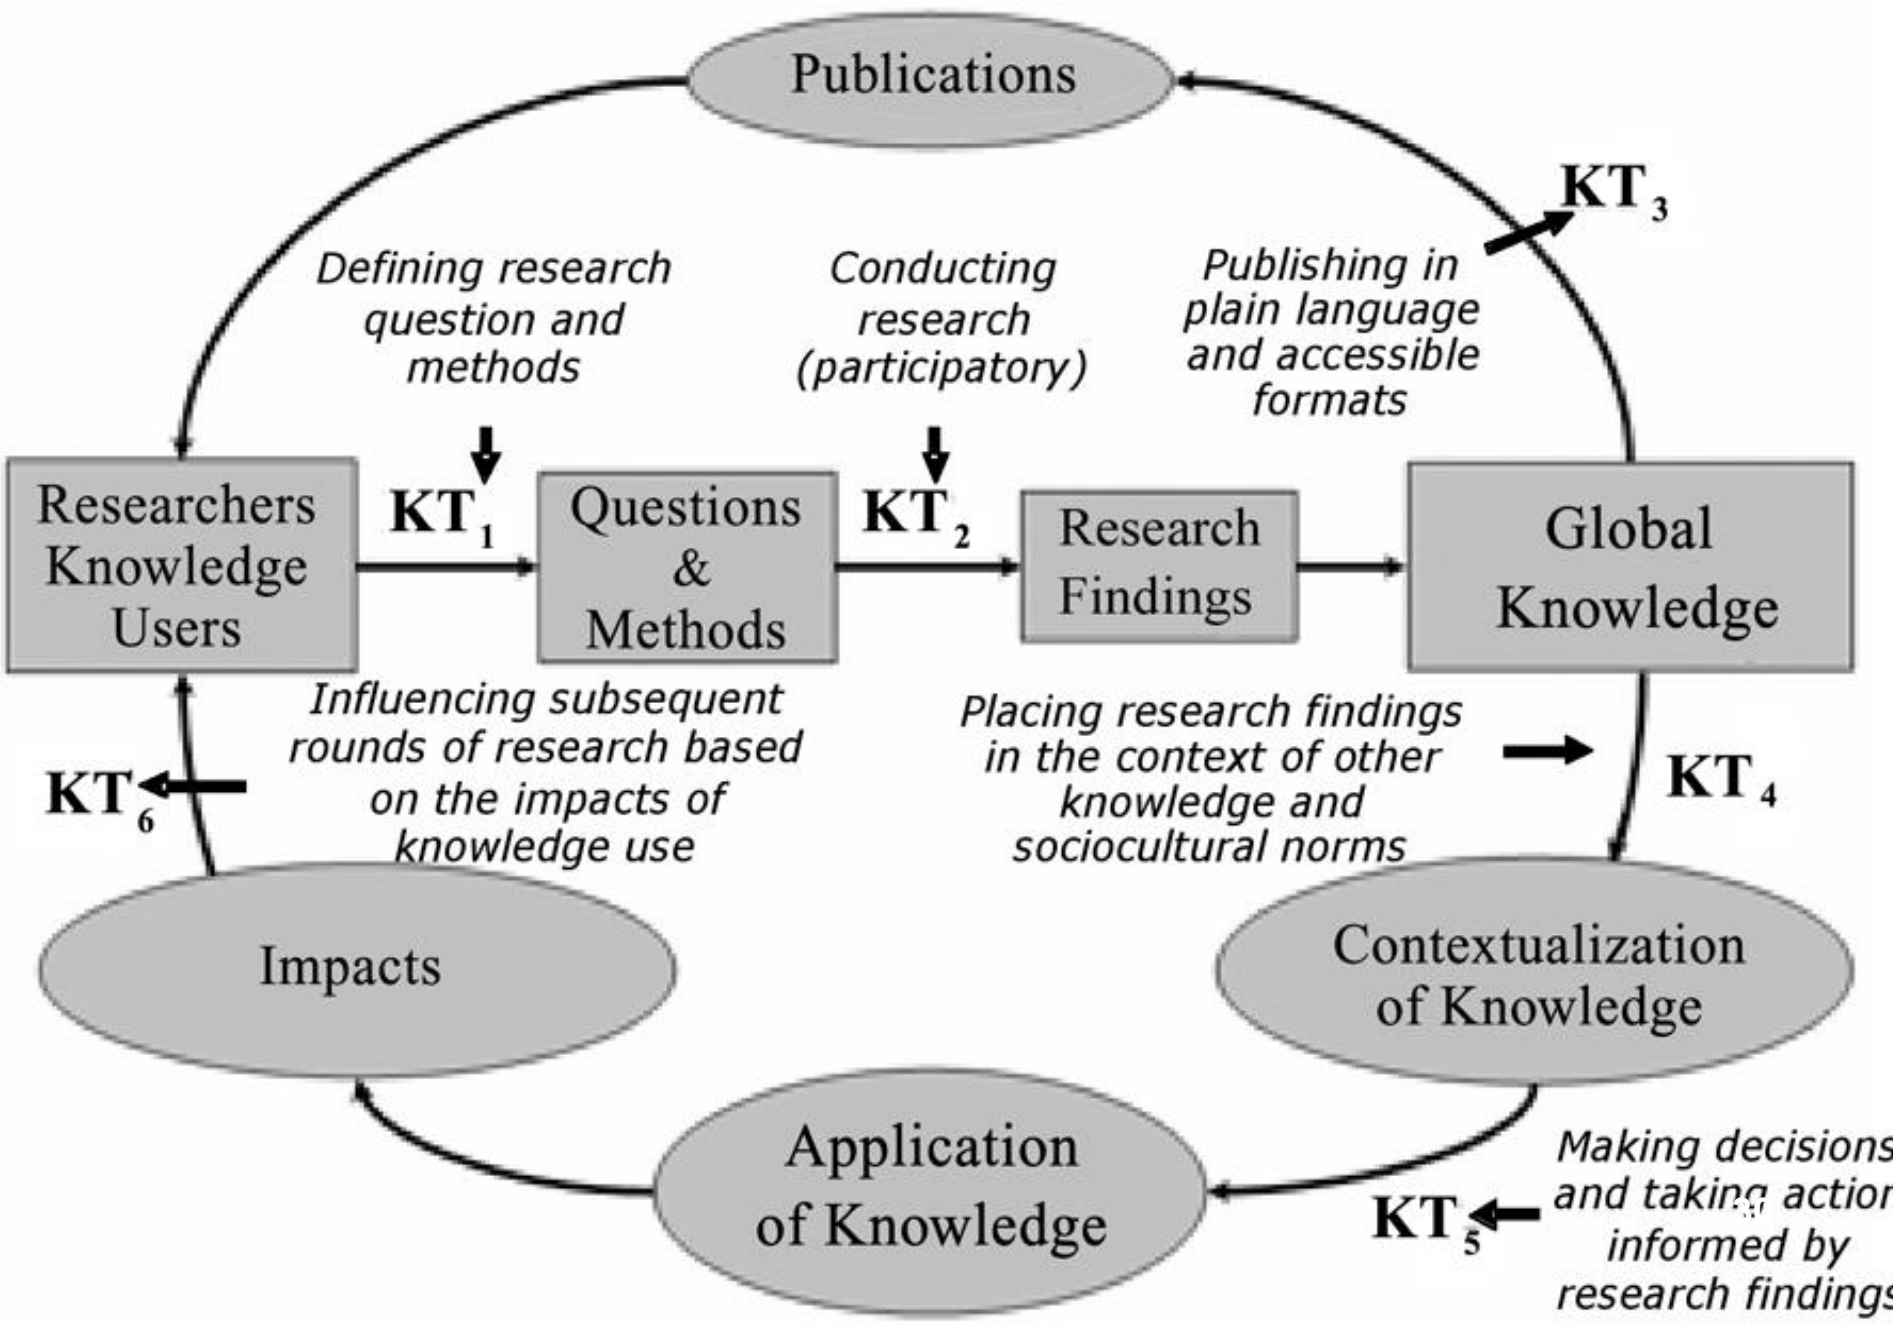 Publications
KT3
Defining research
question and
methods
Conducting
research
(participatory)
Publishing in
plain language
and accessible
formats
Researchers
Knowledge
Users
KT1
Questions
&
Methods
KT2
Research
Findings
Global
Knowledge
Influencing subsequent
rounds of research based
on the impacts of
knowledge use
Placing research findings
in the context of other
knowledge and
sociocultural norms
KT6
KT4
Impacts
Contextualization
of Knowledge
Application
of Knowledge
KT5
Making decisions
and taking action
informed by
research findings